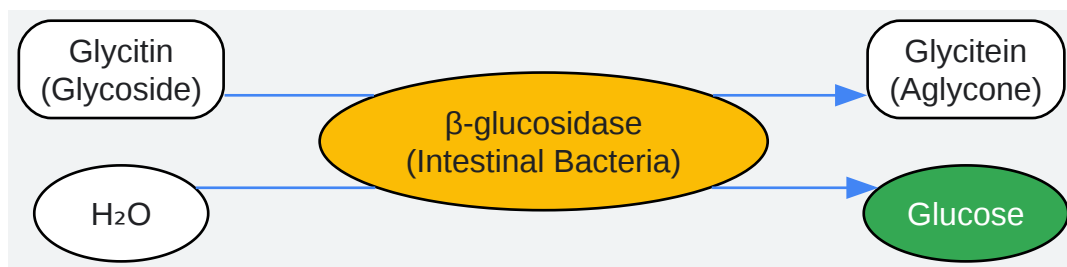 Glycitin
(Glycoside)
β-glucosidase
(Intestinal Bacteria)
Glycitein
(Aglycone)
H₂O
Glucose